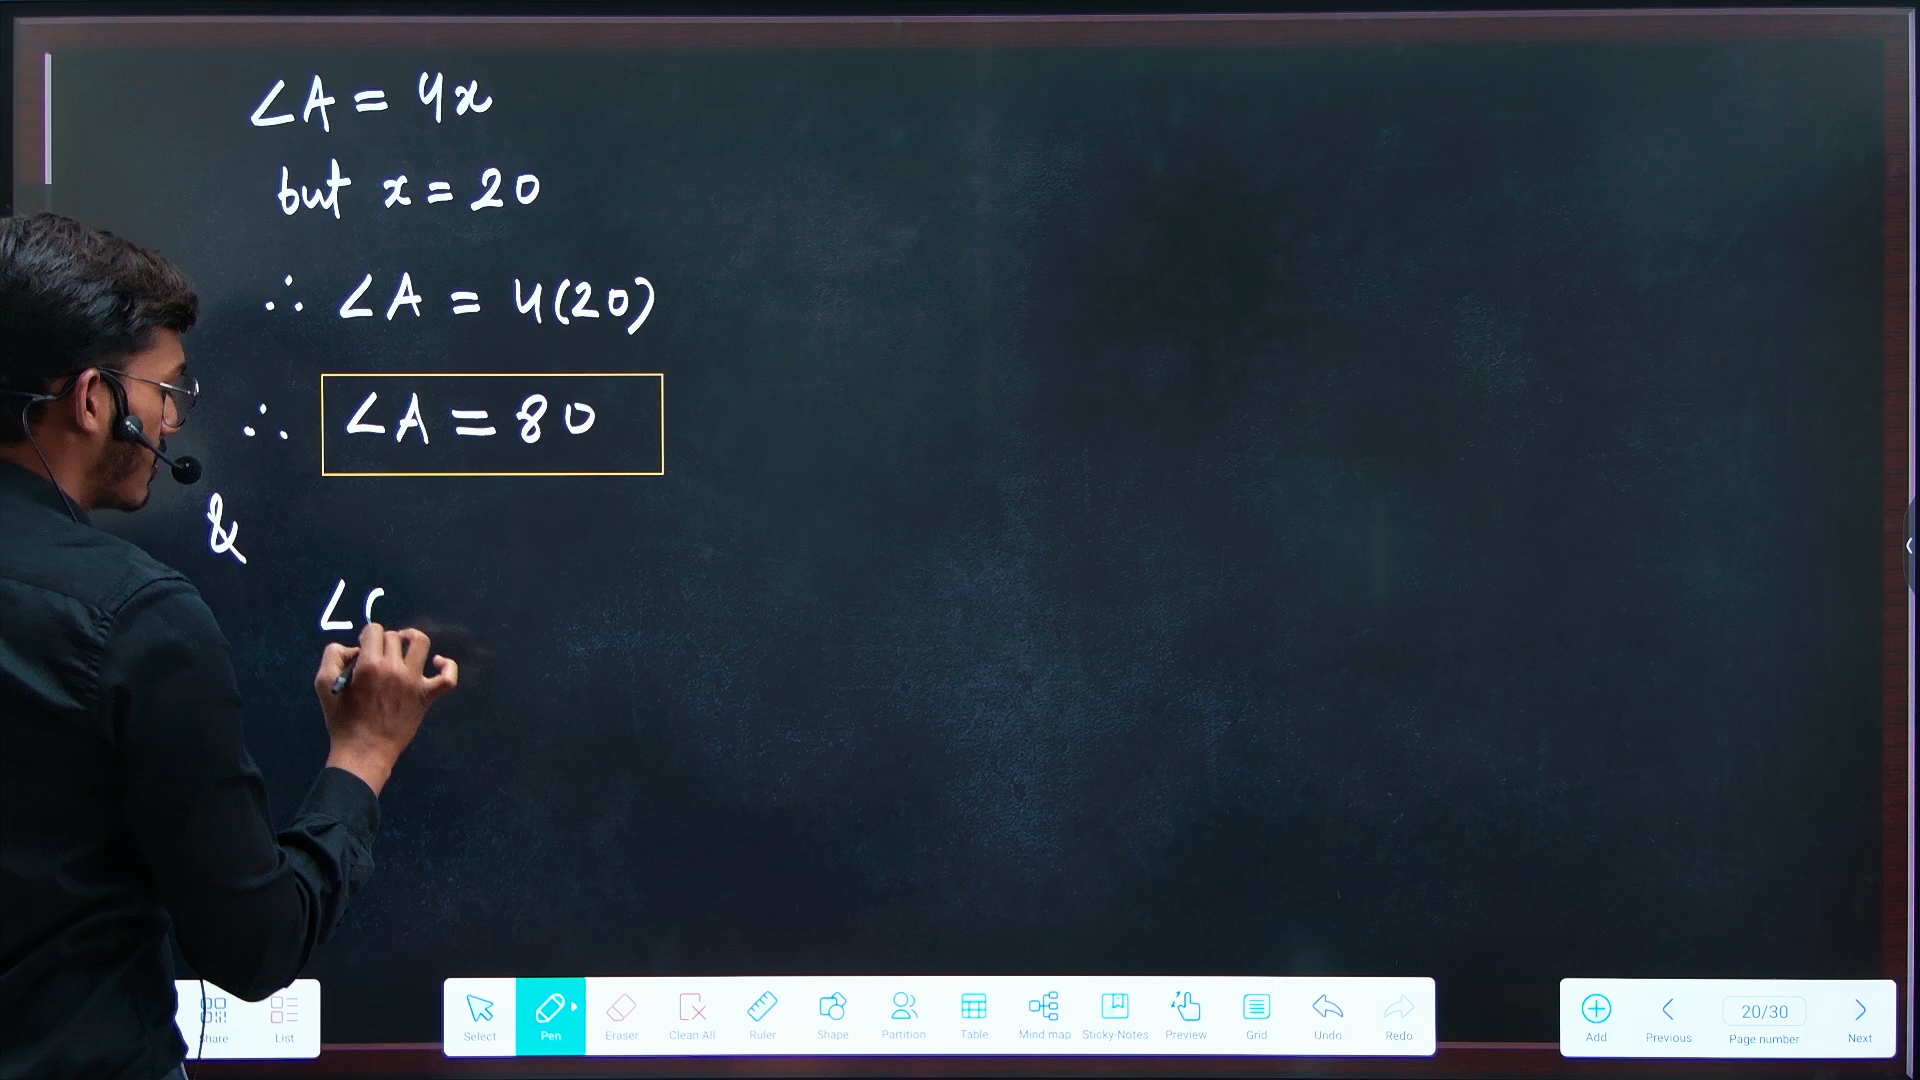 ∠A = 4x
but x = 20
∴ ∠A = 4(20)
∴ ∠A = 80
&
∠C
Share List
Select Pen Eraser Clean All Ruler Shape Partition Table Mind map Sticky-Notes Preview Grid Undo Redo
Add Previous 20/30 Page number Next